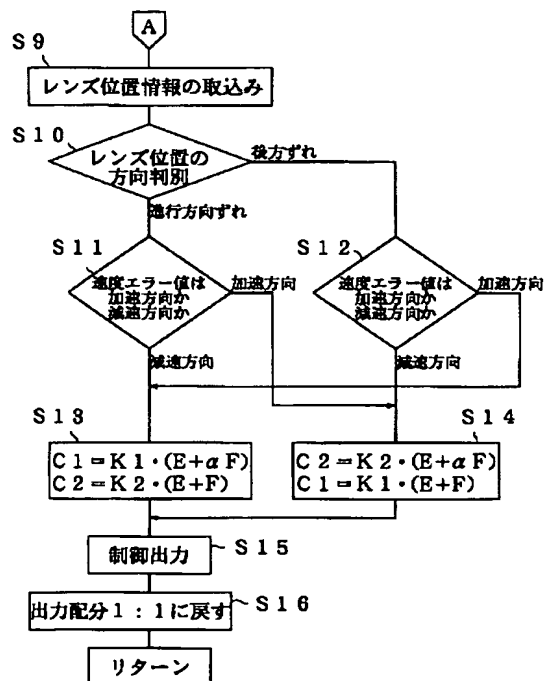 A
S9
レンズ位置情報の取込み
S10
レンズ位置の
方向判別
後方ずれ
進行方向ずれ
S11
速度エラー値は
加速方向か
減速方向か
加速方向
減速方向
S12
速度エラー値は
加速方向か
減速方向か
加速方向
減速方向
S13
C1=K1・(E+αF)
C2=K2・(E+F)
S14
C2=K2・(E+αF)
C1=K1・(E+F)
制御出力
S15
出力配分1:1に戻す
S16
リターン